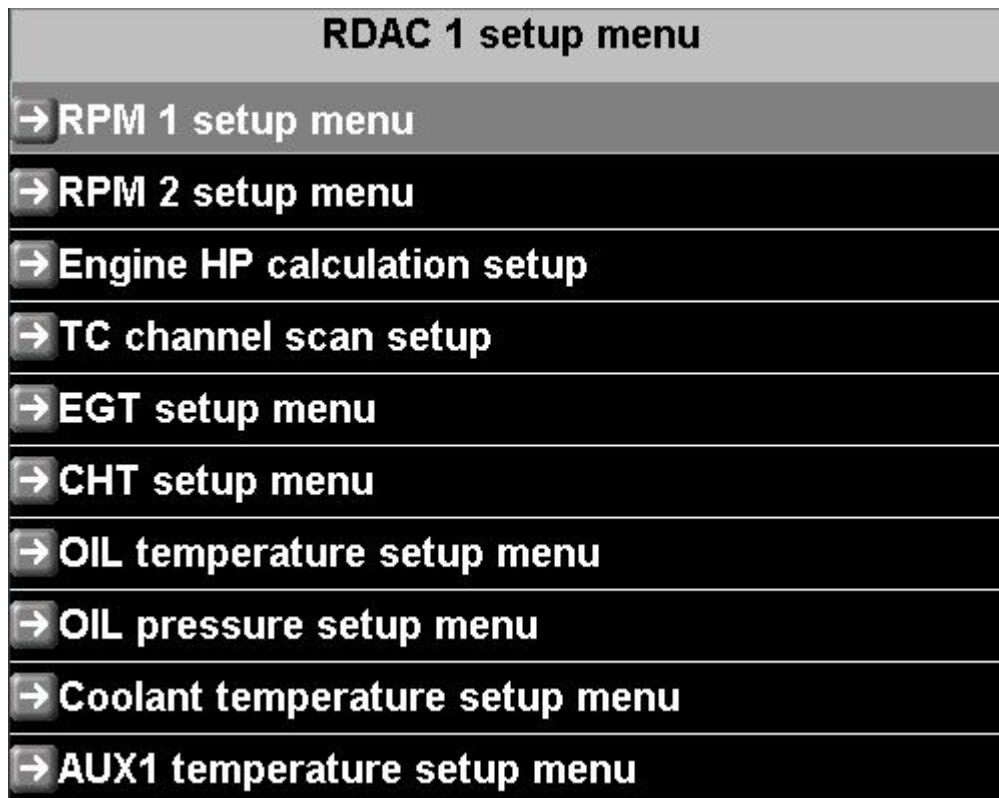 RDAC 1 setup menu
RPM 1 setup menu
RPM 2 setup menu
Engine HP calculation setup
TC channel scan setup
EGT setup menu
CHT setup menu
OIL temperature setup menu
OIL pressure setup menu
Coolant temperature setup menu
AUX1 temperature setup menu